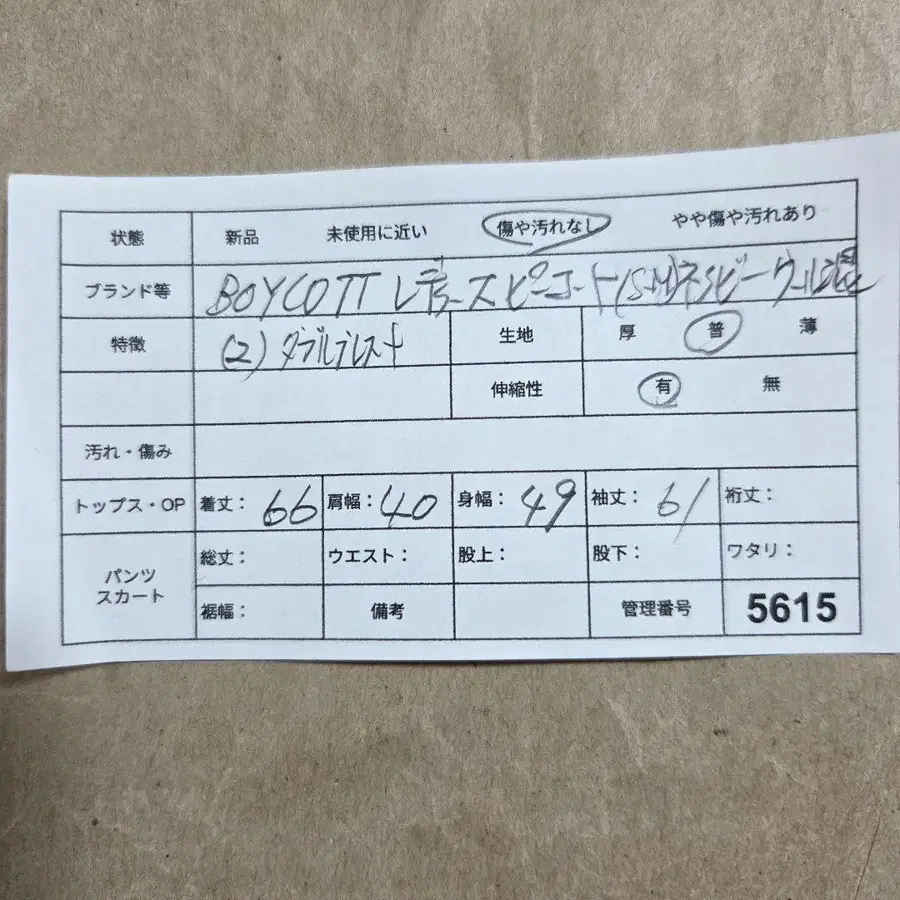 状態 新品 未使用に近い 傷や汚れなし やや傷や汚れあり
ブランド等 BOYCOTT レディースピーコート(S-M)ネイビーウール混
特徴 (2) ダブルブレスト 生地 厚 普 薄
伸縮性 有 無
汚れ・傷み
トップス・OP 着丈: 66 肩幅: 40 身幅: 49 袖丈: 61 裄丈:
パンツ スカート 総丈: ウエスト: 股上: 股下: ワタリ:
裾幅: 備考 管理番号 5615